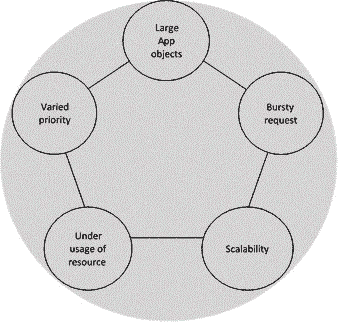 Large
App
objects
Varied
priority
Bursty
request
Under
usage of
resource
Scalability